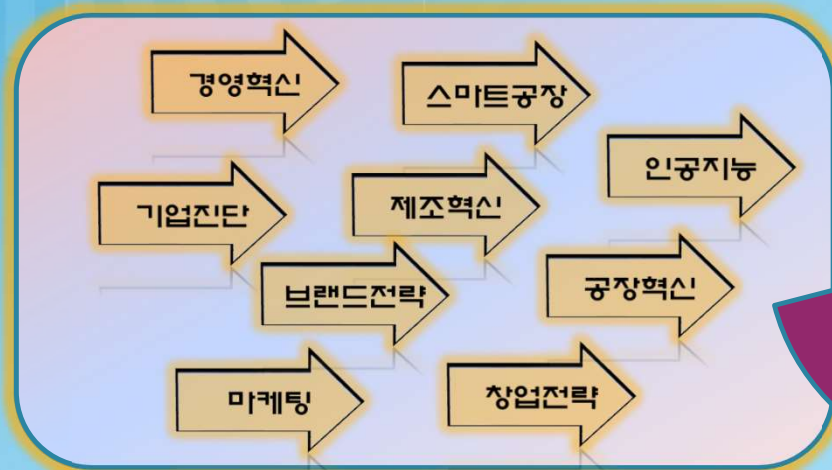 경영혁신
스마트공장
인공지능
기업진단
제조혁신
브랜드전략
공장혁신
마케팅
창업전략